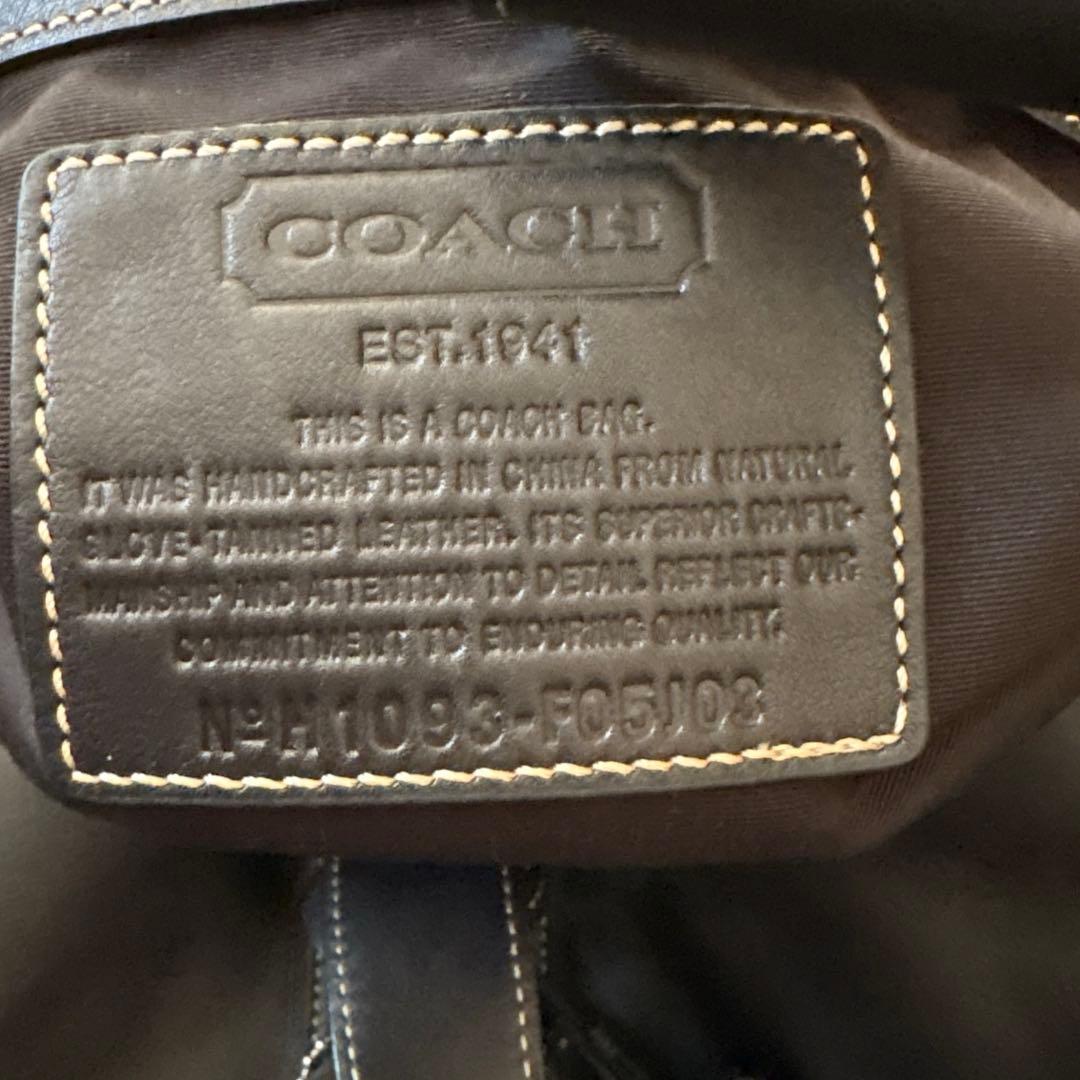 COACH
EST.1941
THIS IS A COACH BAG.
IT WAS HANDCRAFTED IN CHINA FROM NATURAL
GLOVE-TANNED LEATHER. ITS SUPERIOR CRAFTS-
MANSHIP AND ATTENTION TO DETAIL REFLECT OUR
COMMITMENT TO ENDURING QUALITY.
Nº H1093-F05J03